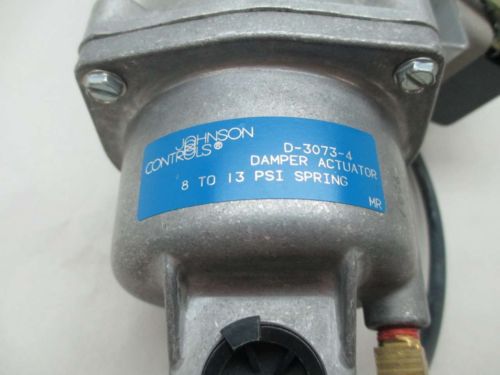 JOHNSON
CONTROLS®
D-3073-4
DAMPER ACTUATOR
8 TO 13 PSI SPRING
MR